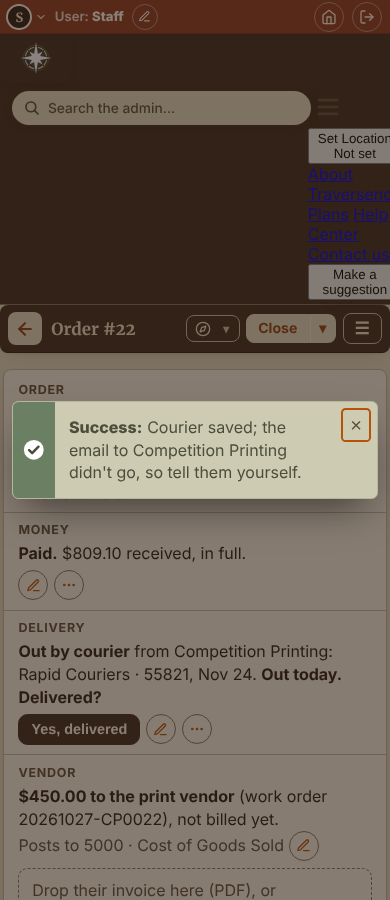 S
User: Staff
Search the admin...
Set Location
Not set
About
Traversend
Plans Help
Center
Contact us
Make a
suggestion
Order #22
Close
ORDER
Success: Courier saved; the
email to Competition Printing
didn't go, so tell them yourself.
MONEY
Paid. $809.10 received, in full.
DELIVERY
Out by courier from Competition Printing:
Rapid Couriers · 55821, Nov 24. Out today.
Delivered?
Yes, delivered
VENDOR
$450.00 to the print vendor (work order
20261027-CP0022), not billed yet.
Posts to 5000 · Cost of Goods Sold
Drop their invoice here (PDF), or